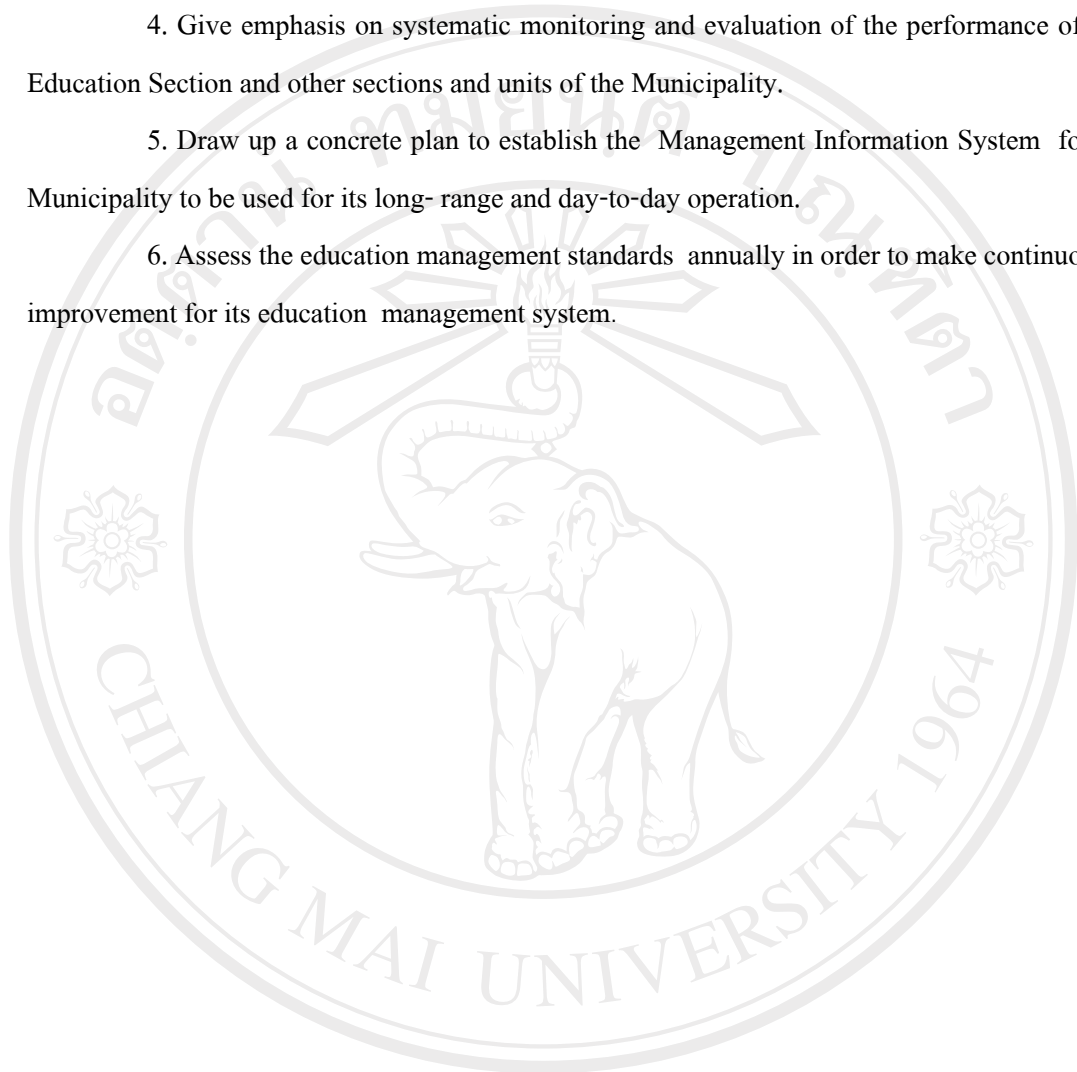 4. Give emphasis on systematic monitoring and evaluation of the performance of
Education Section and other sections and units of the Municipality.
5. Draw up a concrete plan to establish the Management Information System fo
Municipality to be used for its long- range and day-to-day operation.
6. Assess the education management standards annually in order to make continuo
improvement for its education management system.
CHIANG MAI UNIVERSITY 1964